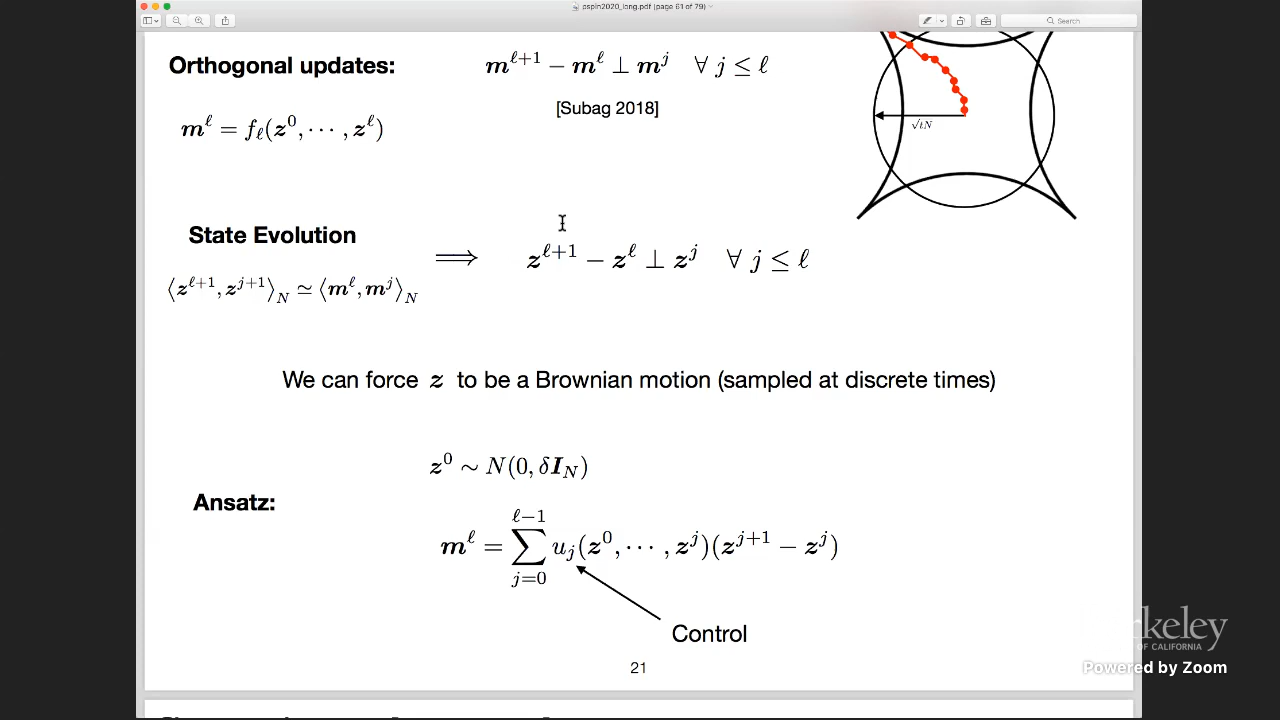 pspin2020_long.pdf (page 61 of 79)
Search
Orthogonal updates: m^{ℓ+1} − m^ℓ ⊥ m^j ∀ j ≤ ℓ
[Subag 2018]
√tN
m^ℓ = f_ℓ(z^0, ⋯ , z^ℓ)
State Evolution
⟹ z^{ℓ+1} − z^ℓ ⊥ z^j ∀ j ≤ ℓ
⟨z^{ℓ+1}, z^{j+1}⟩_N ≃ ⟨m^ℓ, m^j⟩_N
We can force z to be a Brownian motion (sampled at discrete times)
z^0 ∼ N(0, δI_N)
Ansatz:
m^ℓ = ∑_{j=0}^{ℓ−1} u_j(z^0, ⋯ , z^j)(z^{j+1} − z^j)
Control
21
keley
OF CALIFORNIA
Powered by Zoom